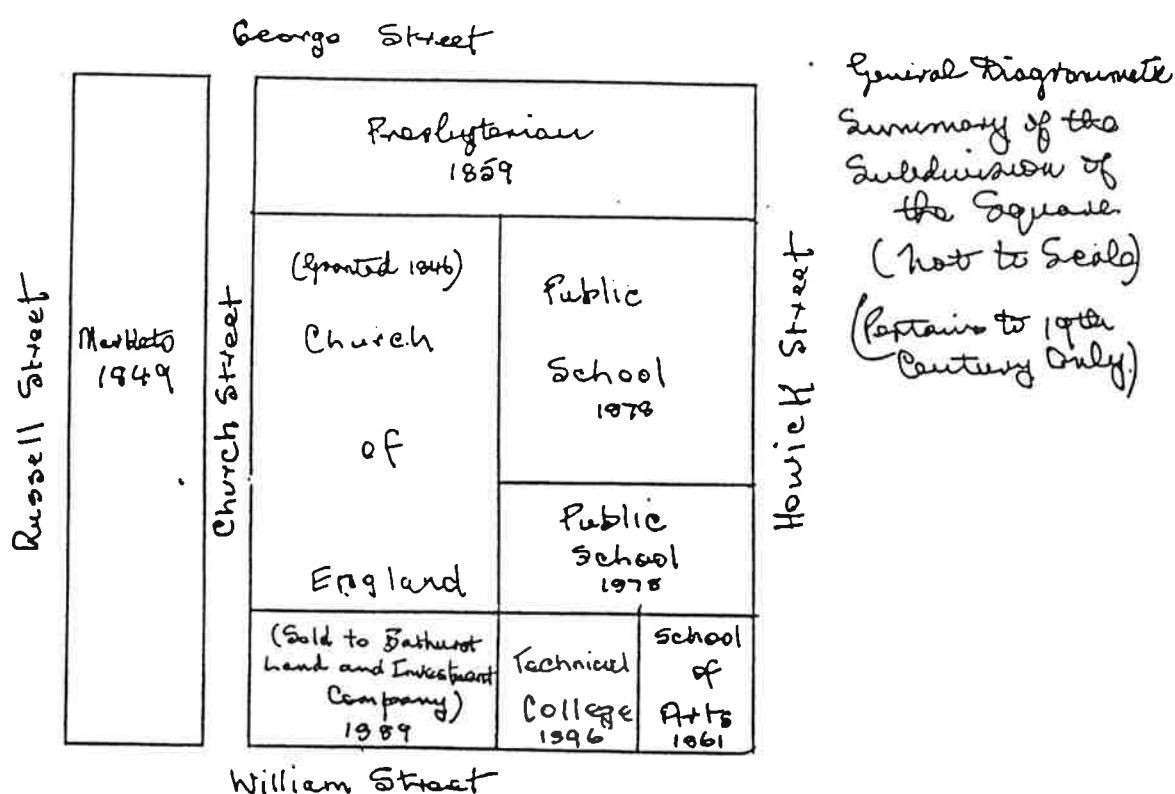 George Street
General Diagrammatic
Summary of the
Subdivision of
the Square
(Not to Scale)
(Pertains to 19th
Century Only.)
Presbyterian
1859
Russell Street
Markets
1849
Church Street
(Granted 1846)
Church
of
England
Public
School
1878
Howick Street
Public
School
1878
(Sold to Bathurst
Land and Investment
Company)
1889
Technical
College
1896
School
of
Arts
1861
William Street